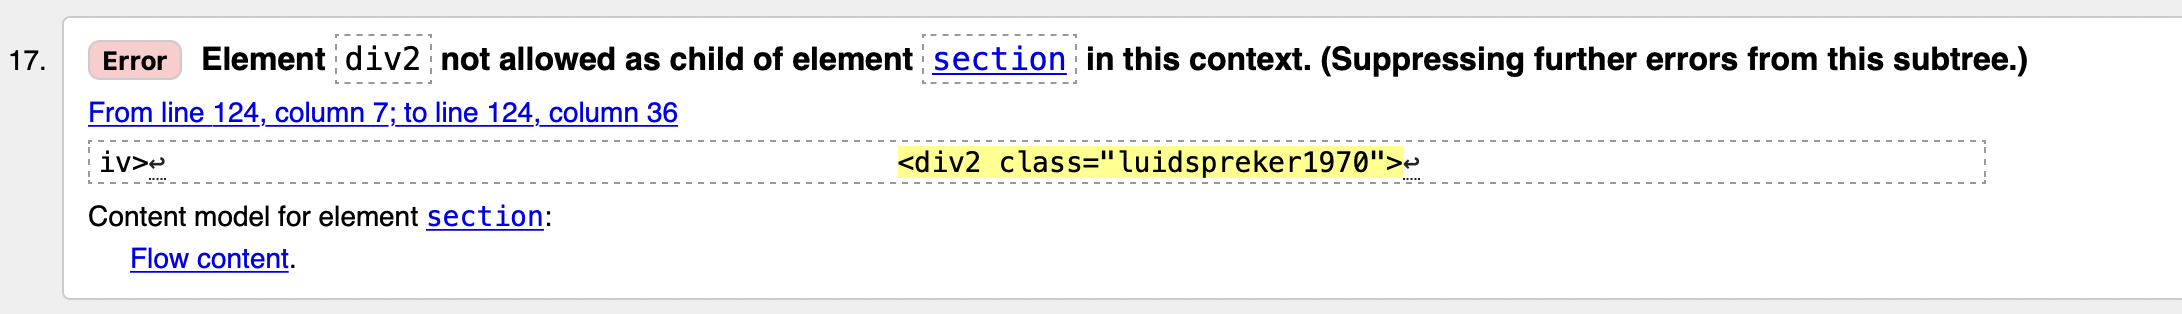 17. Error Element div2 not allowed as child of element section in this context. (Suppressing further errors from this subtree.)
From line 124, column 7; to line 124, column 36
iv>↩ <div2 class="luidspreker1970">↩
Content model for element section:
Flow content.